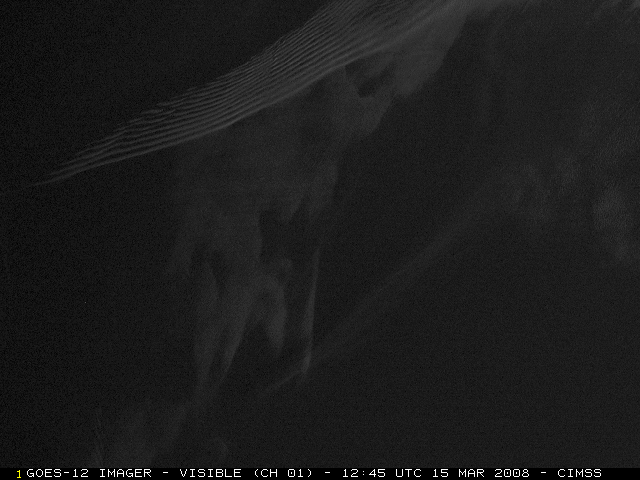 1 GOES-12 IMAGER - VISIBLE (CH 01) - 12:45 UTC 15 MAR 2008 - CIMSS